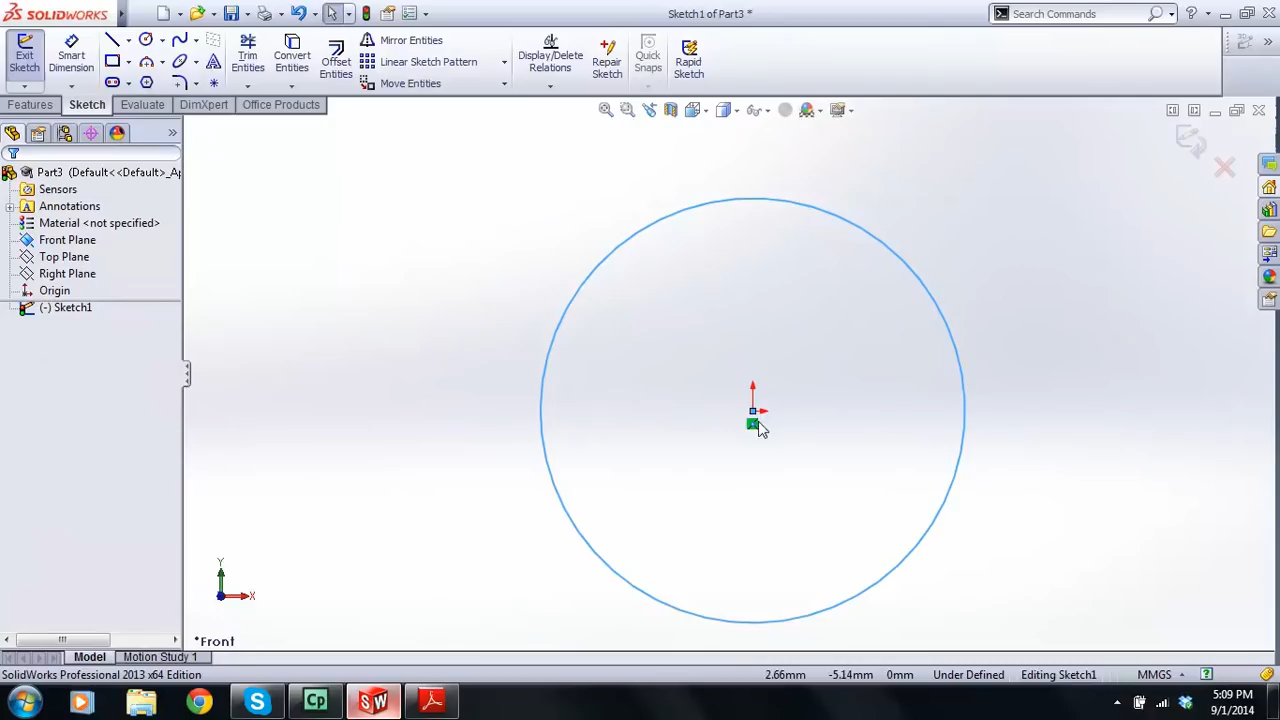 SOLIDWORKS
Sketch1 of Part3 *
Search Commands
Exit Sketch
Smart Dimension
Trim Entities
Convert Entities
Offset Entities
Mirror Entities
Linear Sketch Pattern
Move Entities
Display/Delete Relations
Repair Sketch
Quick Snaps
Rapid Sketch
Features
Sketch
Evaluate
DimXpert
Office Products
Part3 (Default<<Default>_Ap
Sensors
Annotations
Material <not specified>
Front Plane
Top Plane
Right Plane
Origin
(-) Sketch1
Y
X
*Front
Model
Motion Study 1
SolidWorks Professional 2013 x64 Edition
2.66mm
-5.14mm
0mm
Under Defined
Editing Sketch1
MMGS
5:09 PM
9/1/2014